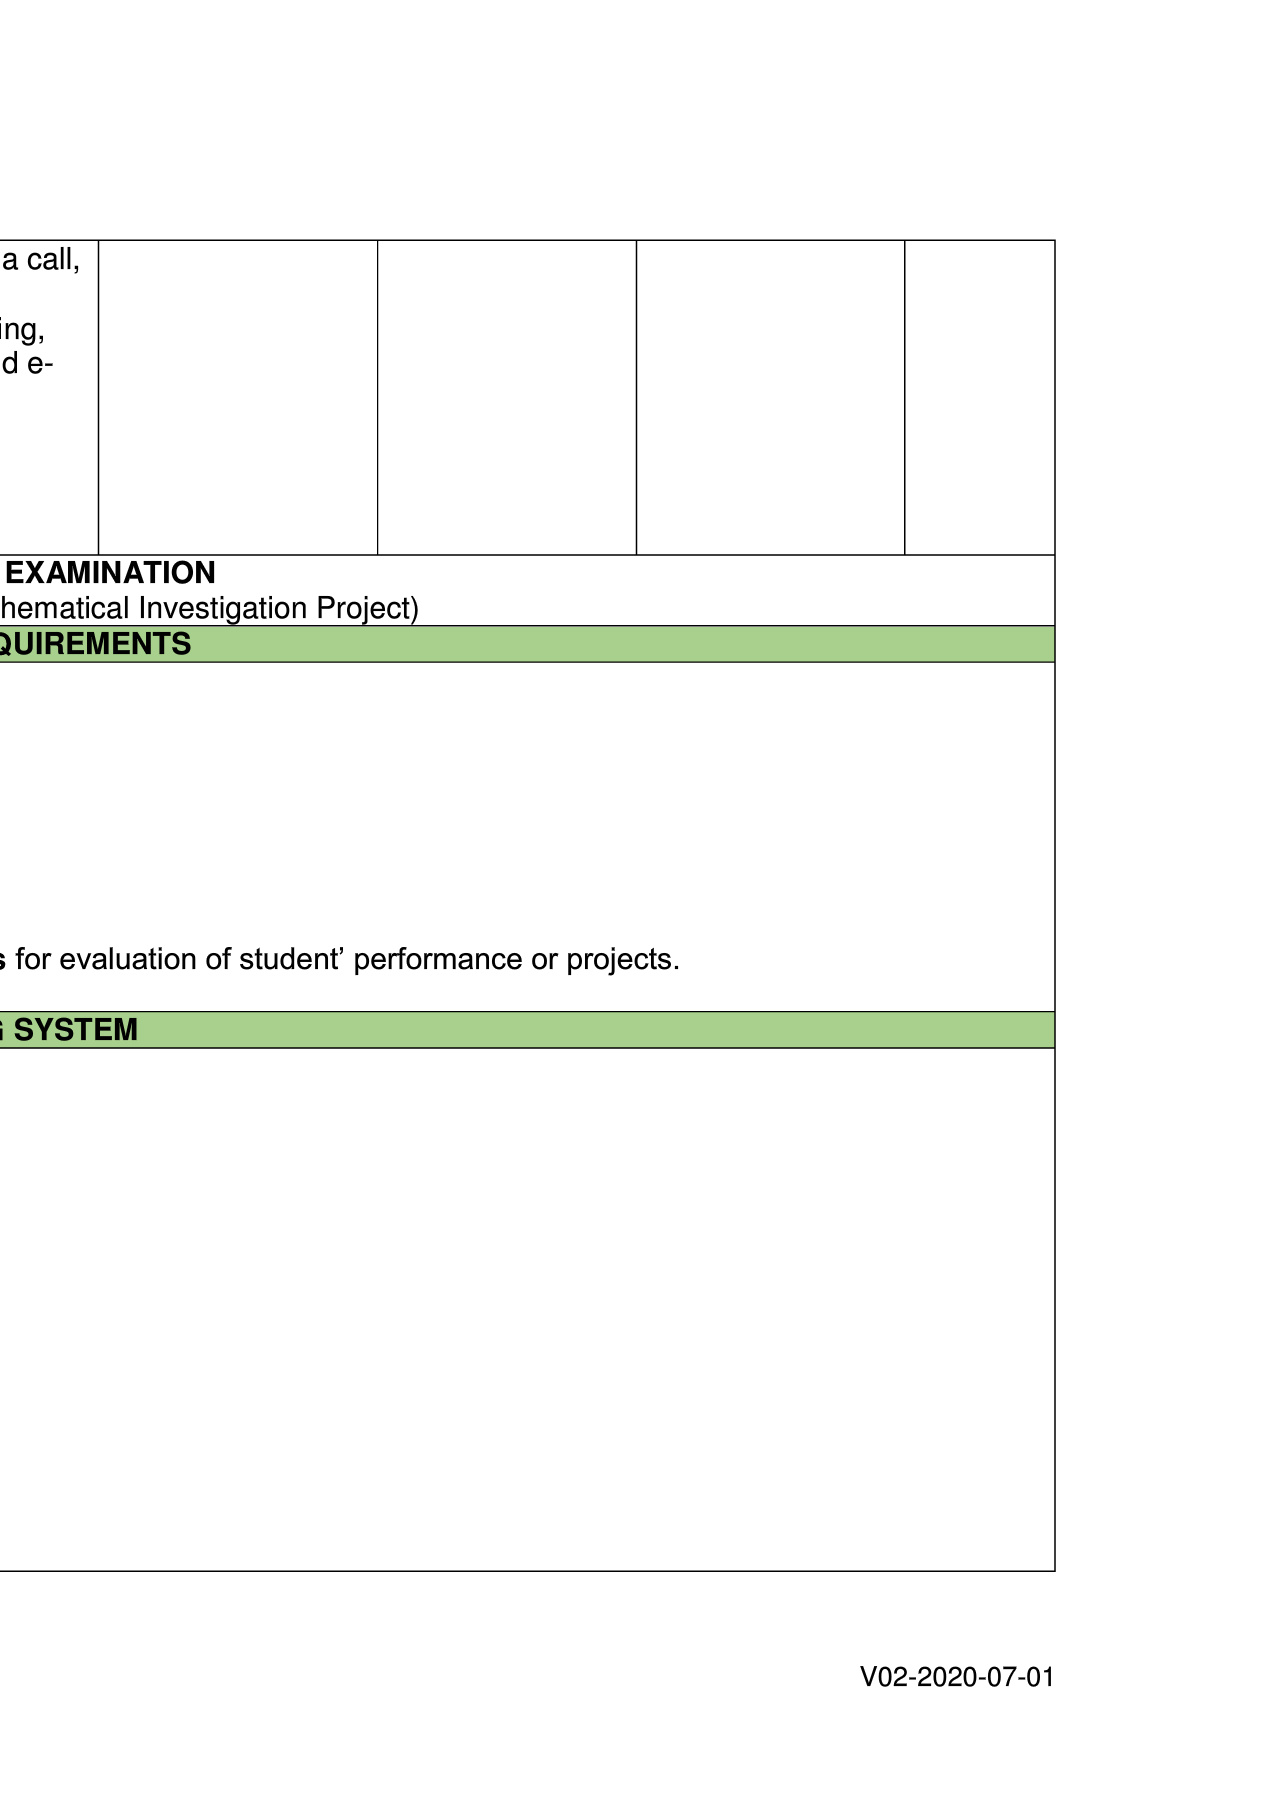 a call,
ing,
d e-
EXAMINATION
hematical Investigation Project)
QUIREMENTS
s for evaluation of student’ performance or projects.
G SYSTEM
V02-2020-07-01